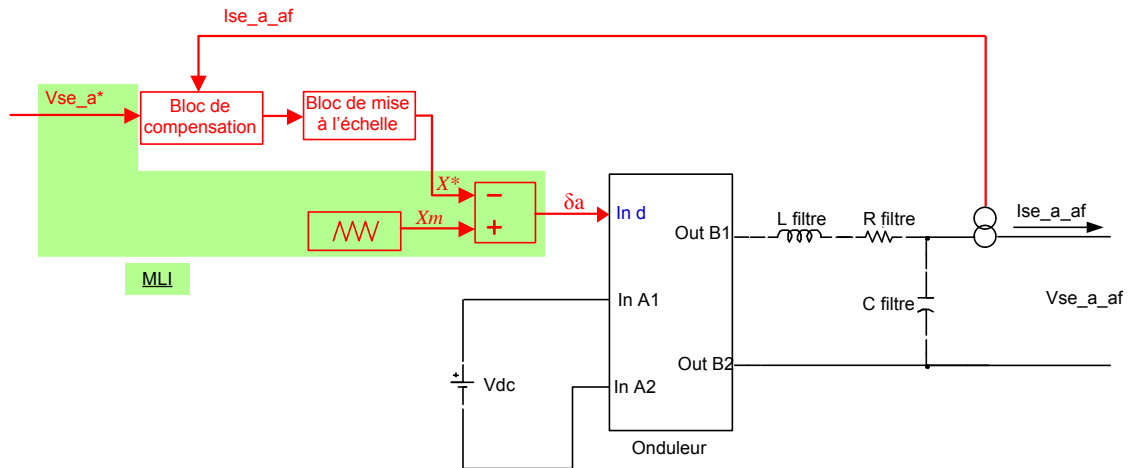 Ise_a_af
Vse_a*
Bloc de
compensation
Bloc de mise
à l'échelle
X*
−
δa
Xm
+
MLI
In d
L filtre
R filtre
Ise_a_af
Out B1
In A1
C filtre
Vse_a_af
Out B2
+
Vdc
In A2
Onduleur